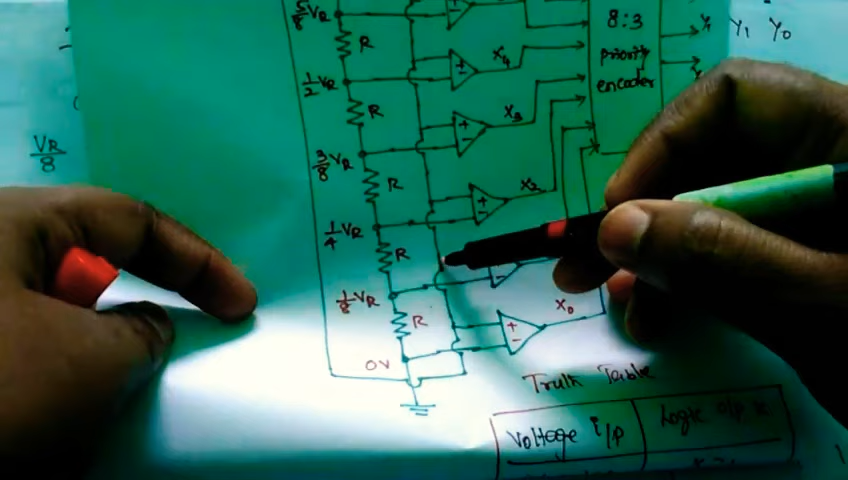 5/8 VR
8:3
Y1 Y0
R
X4
priority
1/2 VR
encoder
R
X3
VR/8
3/8 VR
R
X2
1/4 VR
R
1/8 VR
R
X0
0V
Truth Table
Voltage i/p
Logic o/p X